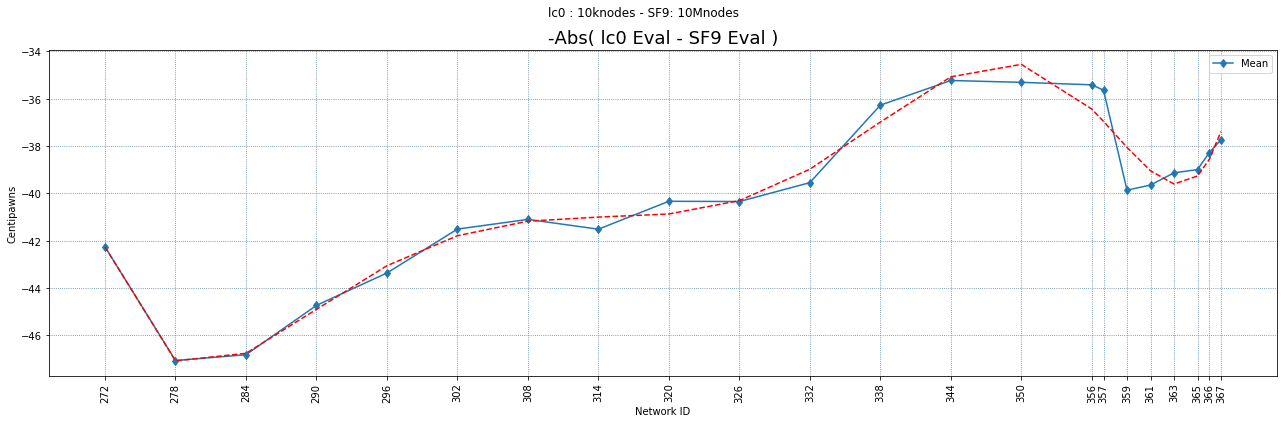 lc0 : 10knodes - SF9: 10Mnodes
-Abs( lc0 Eval - SF9 Eval )
Mean
Centipawns
−34
−36
−38
−40
−42
−44
−46
272 278 284 290 296 302 308 314 320 326 332 338 344 350 356 357 359 361 363 365 366 367
Network ID